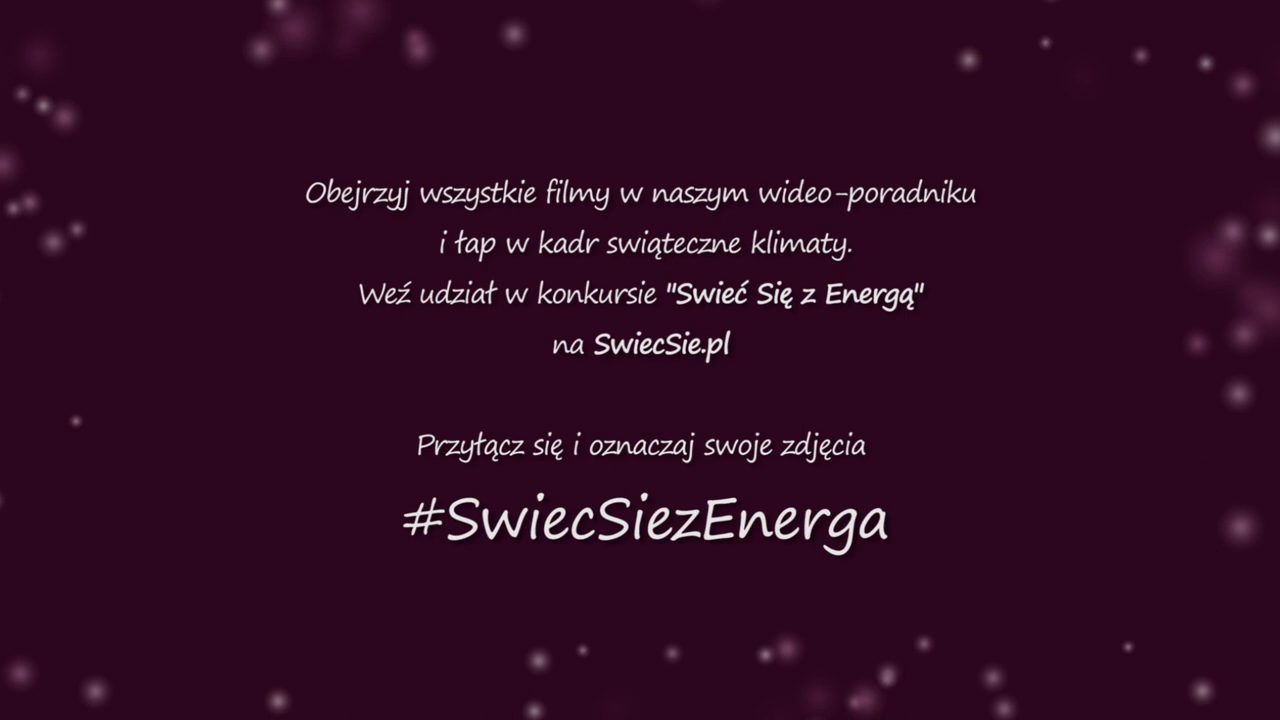 Obejrzyj wszystkie filmy w naszym wideo-poradniku
i łap w kadr swiąteczne klimaty.
Weź udział w konkursie "Swieć Się z Energą"
na SwiecSie.pl
Przyłącz się i oznaczaj swoje zdjęcia
#SwiecSiezEnerga